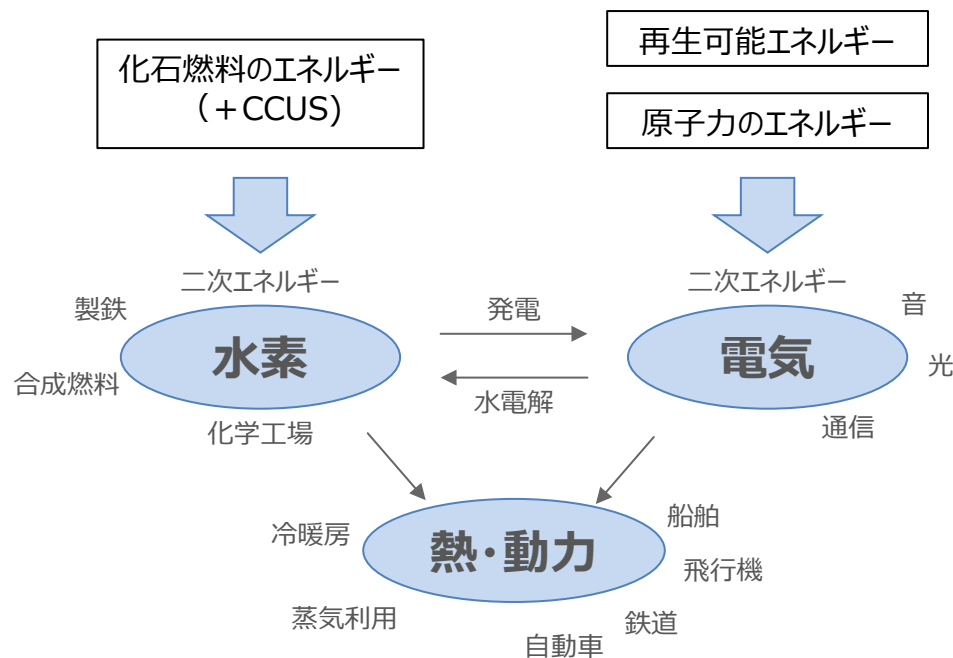 再生可能エネルギー
化石燃料のエネルギー
（＋CCUS）
原子力のエネルギー
二次エネルギー
二次エネルギー
製鉄
水素
合成燃料
化学工場
発電
水電解
音
電気
光
通信
冷暖房
熱・動力
船舶
飛行機
蒸気利用
鉄道
自動車